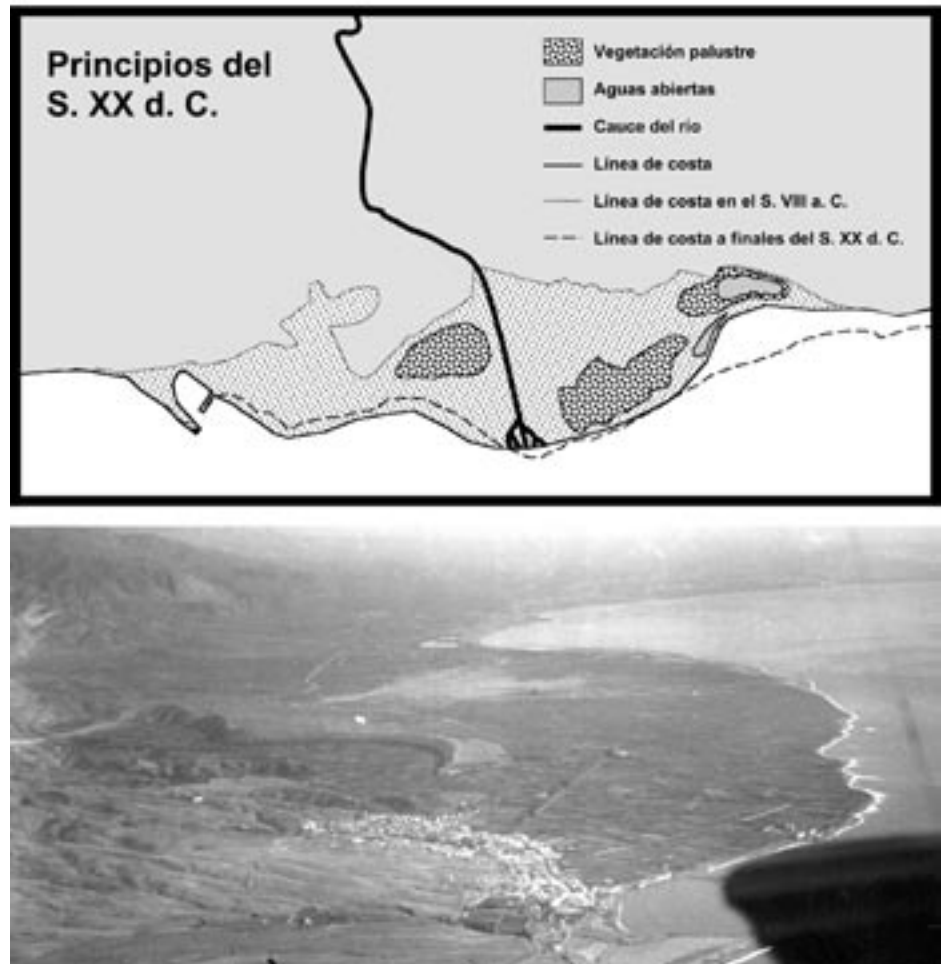 Principios del
S. XX d. C.
Vegetación palustre
Aguas abiertas
Cauce del río
Línea de costa
Línea de costa en el S. VIII a. C.
Línea de costa a finales del S. XX d. C.